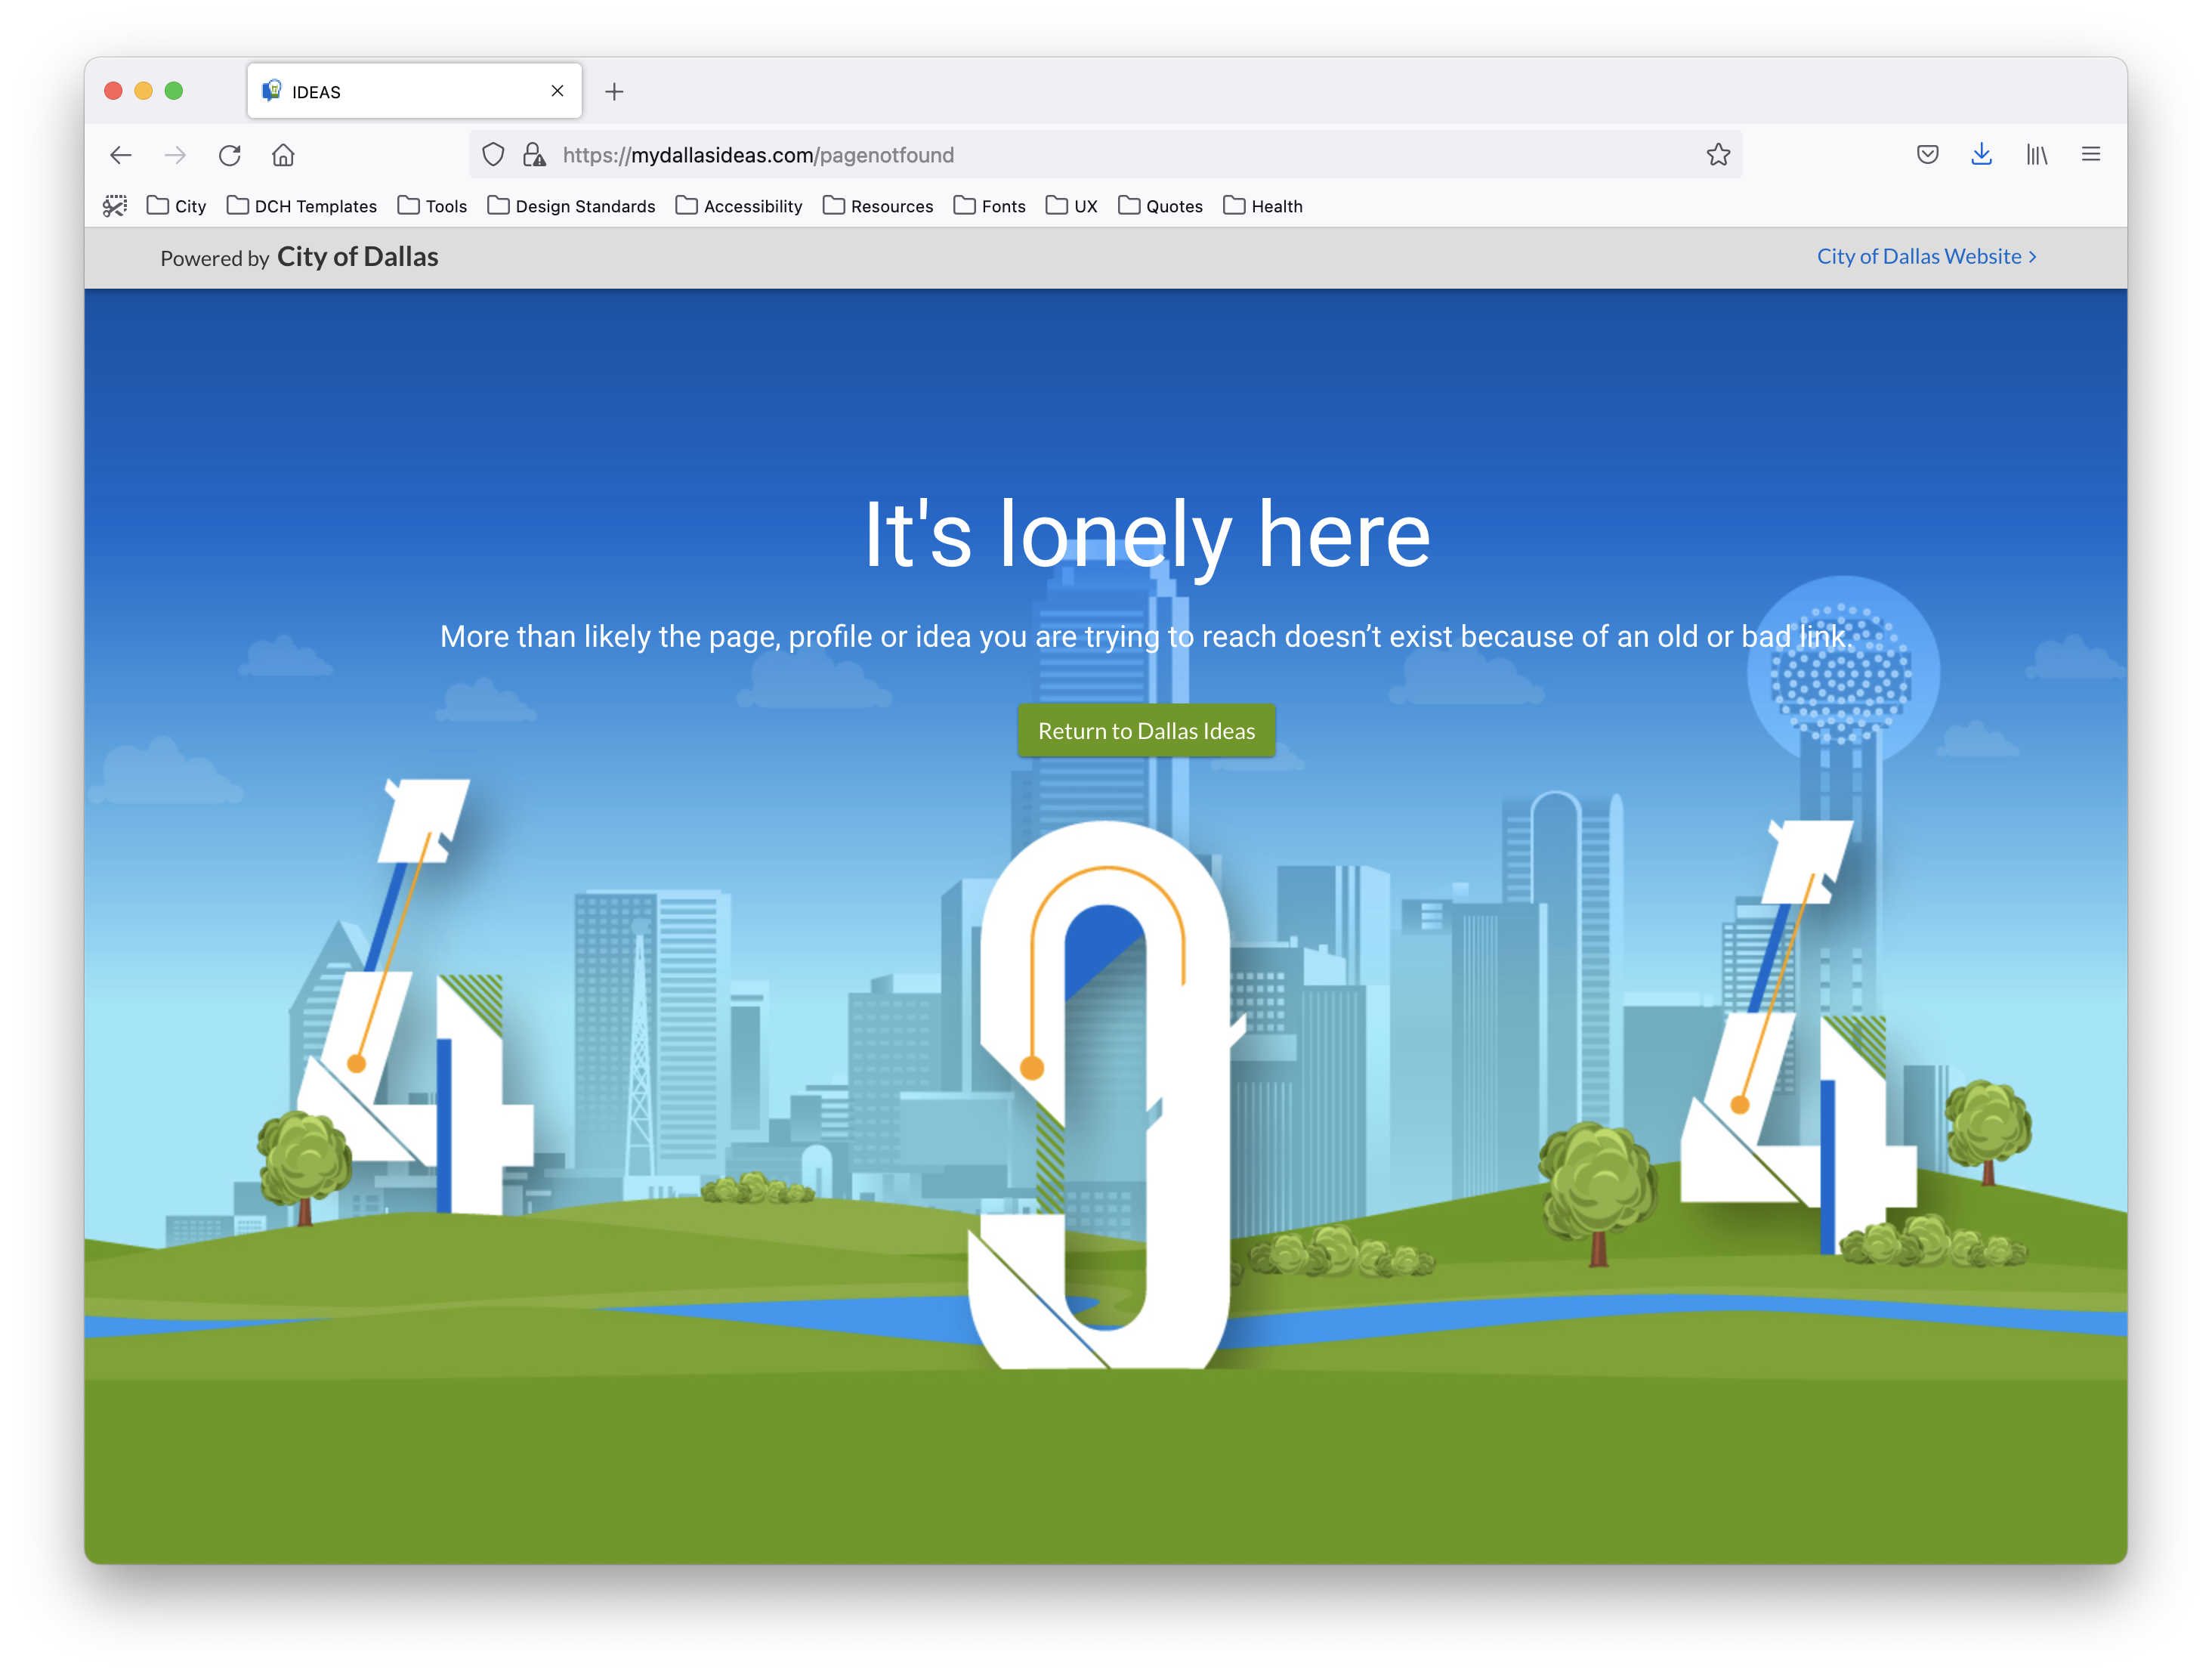 IDEAS
https://mydallasideas.com/pagenotfound
City DCH Templates Tools Design Standards Accessibility Resources Fonts UX Quotes Health
Powered by City of Dallas
City of Dallas Website >
It's lonely here
More than likely the page, profile or idea you are trying to reach doesn’t exist because of an old or bad link.
Return to Dallas Ideas
404